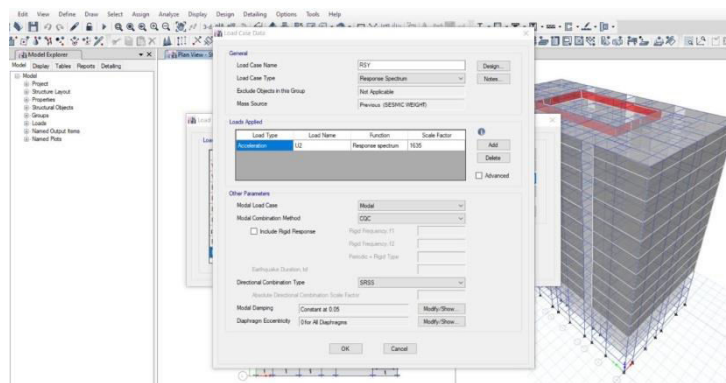 Edit View Define Draw Select Assign Analyze Display Design Detailing Options Tools Help
Model Explorer
Model Display Tables Reports Detailing
Model
Project
Structure Layout
Properties
Structural Objects
Groups
Loads
Named Output Items
Named Plots
Plan View
Load Case Data
General
Load Case Name RSY Design...
Load Case Type Response Spectrum Notes...
Exclude Objects in this Group Not Applicable
Mass Source Previous (SESMIC WEIGHT)
Loads Applied
Load Type Load Name Function Scale Factor
Acceleration U2 Response spectrum 1635
Add
Delete
Advanced
Other Parameters
Modal Load Case Modal
Modal Combination Method CQC
Include Rigid Response Rigid Frequency, f1
Rigid Frequency, f2
Periodic + Rigid Type
Earthquake Duration, td
Directional Combination Type SRSS
Absolute Directional Combination Scale Factor
Modal Damping Constant at 0.05 Modify/Show...
Diaphragm Eccentricity 0 for All Diaphragms Modify/Show...
OK Cancel